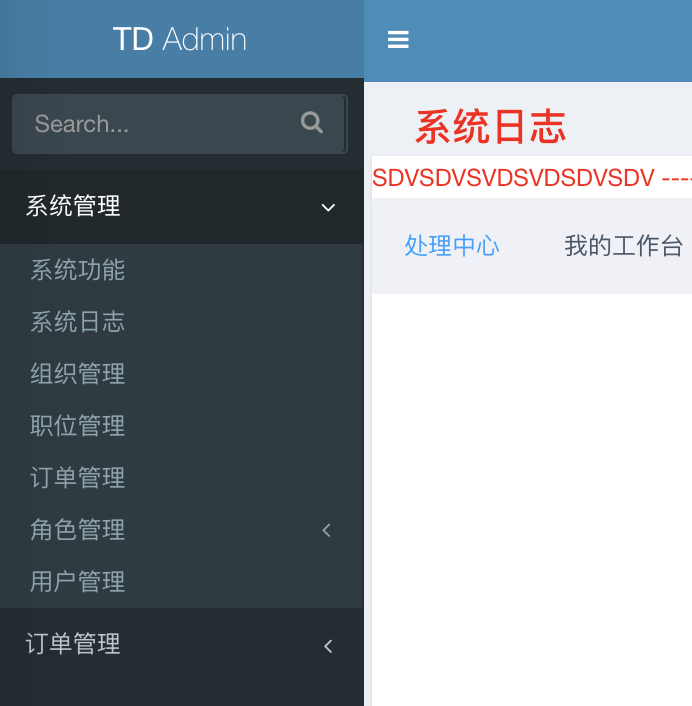 TD Admin
Search...
系统管理
系统功能
系统日志
组织管理
职位管理
订单管理
角色管理
用户管理
订单管理
系统日志
SDVSDVSVDSVDSDVSDV ----
处理中心 我的工作台